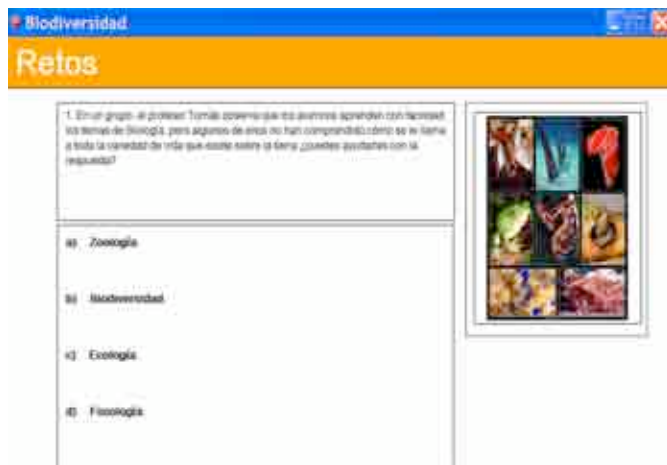 Biodiversidad
Retos
1. En un grupo el profesor Tomás observa que los alumnos aprenden con facilidad
los temas de Biología, pero algunos de ellos no han comprendido cómo se le llama
a toda la variedad de vida que existe sobre la tierra ¿puedes ayudarles con la
respuesta?
a) Zoología
b) Biodiversidad
c) Ecología
d) Fisiología